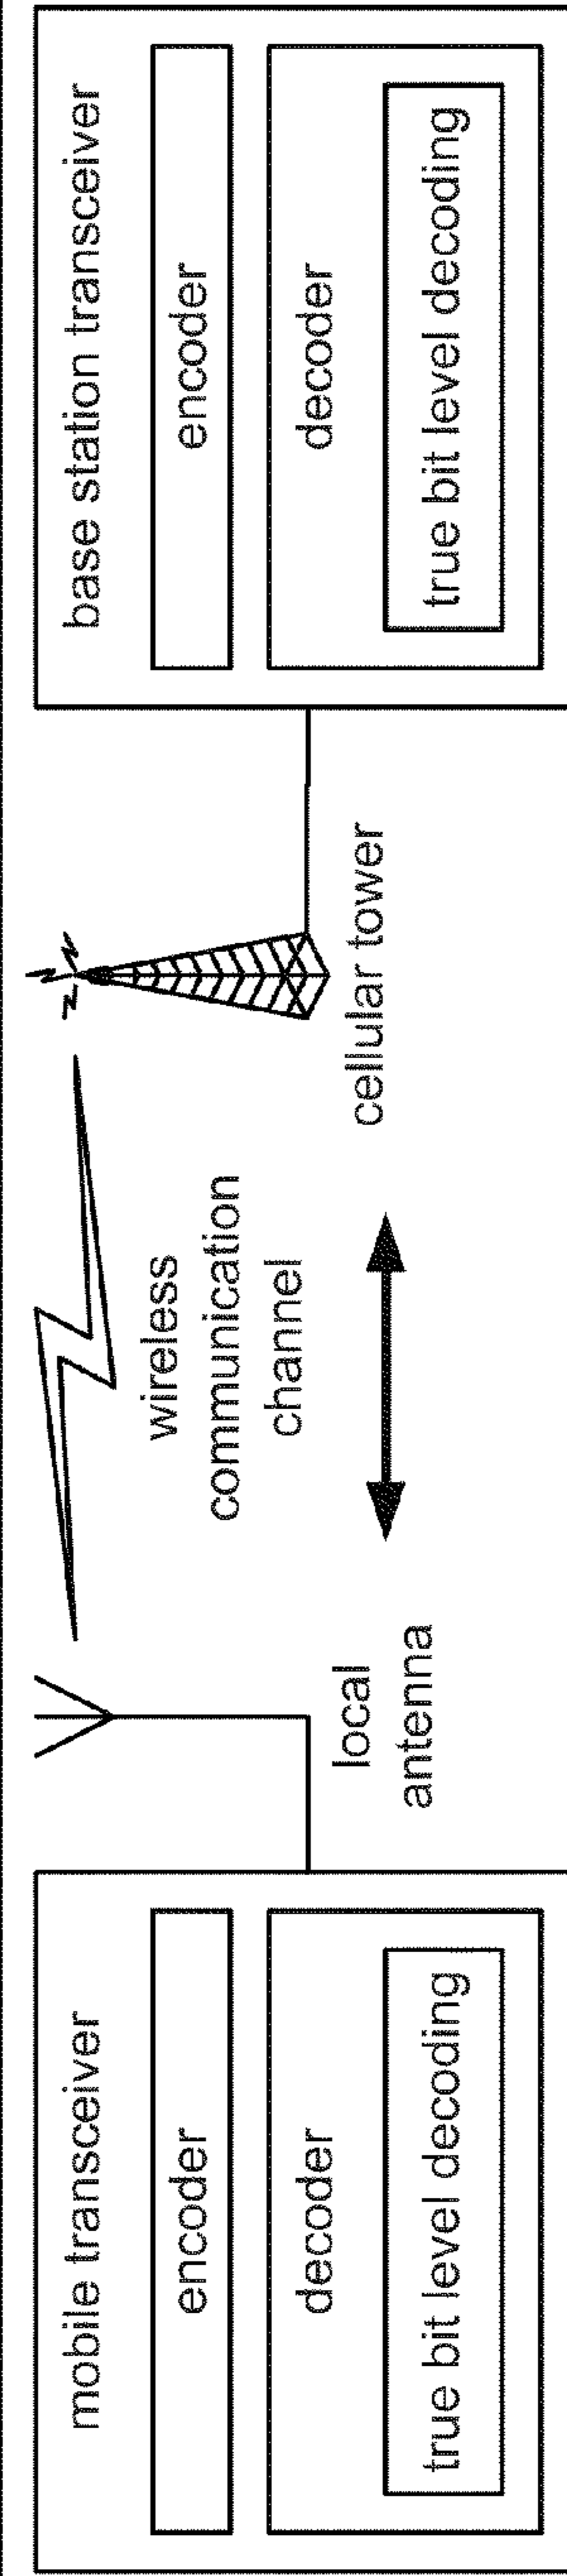 mobile transceiver
encoder
decoder
true bit level decoding
local
antenna
wireless
communication
channel
cellular tower
base station transceiver
encoder
decoder
true bit level decoding